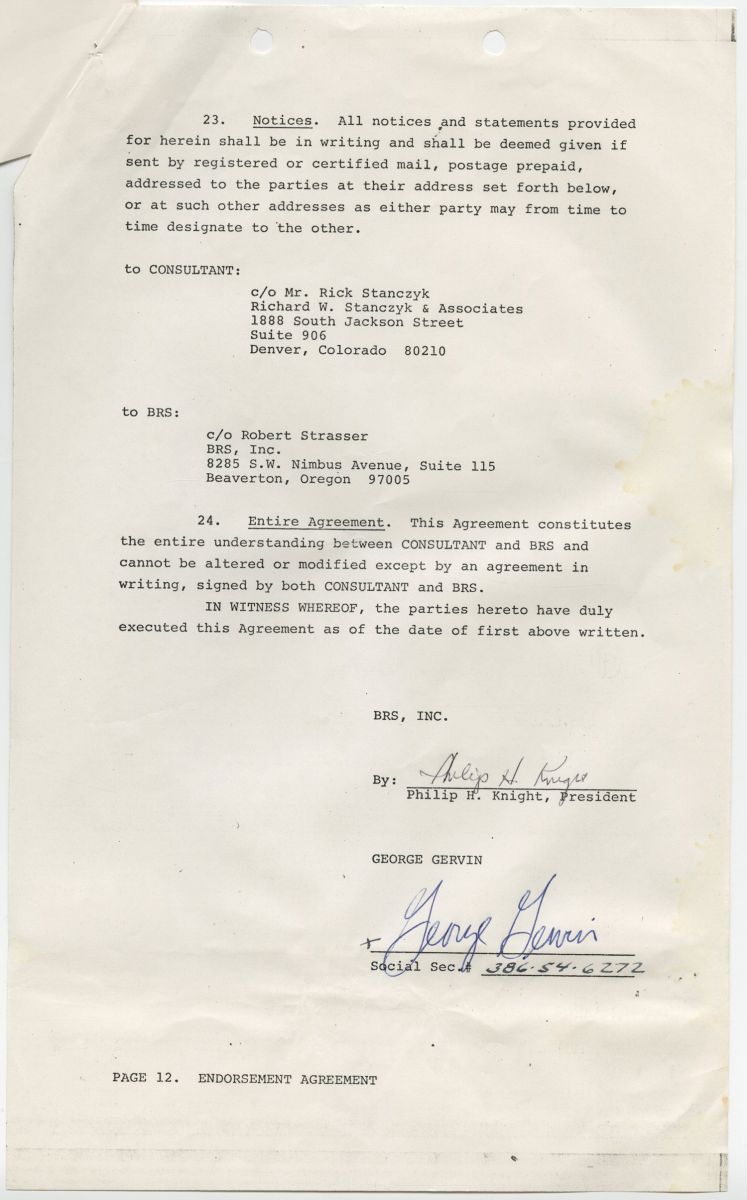 23. Notices. All notices and statements provided
for herein shall be in writing and shall be deemed given if
sent by registered or certified mail, postage prepaid,
addressed to the parties at their address set forth below,
or at such other addresses as either party may from time to
time designate to the other.
to CONSULTANT:
c/o Mr. Rick Stanczyk
Richard W. Stanczyk & Associates
1888 South Jackson Street
Suite 906
Denver, Colorado 80210
to BRS:
c/o Robert Strasser
BRS, Inc.
8285 S.W. Nimbus Avenue, Suite 115
Beaverton, Oregon 97005
24. Entire Agreement. This Agreement constitutes
the entire understanding between CONSULTANT and BRS and
cannot be altered or modified except by an agreement in
writing, signed by both CONSULTANT and BRS.
IN WITNESS WHEREOF, the parties hereto have duly
executed this Agreement as of the date of first above written.
BRS, INC.
By: Philip H. Knight
Philip H. Knight, President
GEORGE GERVIN
x George Gervin
Social Sec.# [number omitted for privacy]
PAGE 12. ENDORSEMENT AGREEMENT